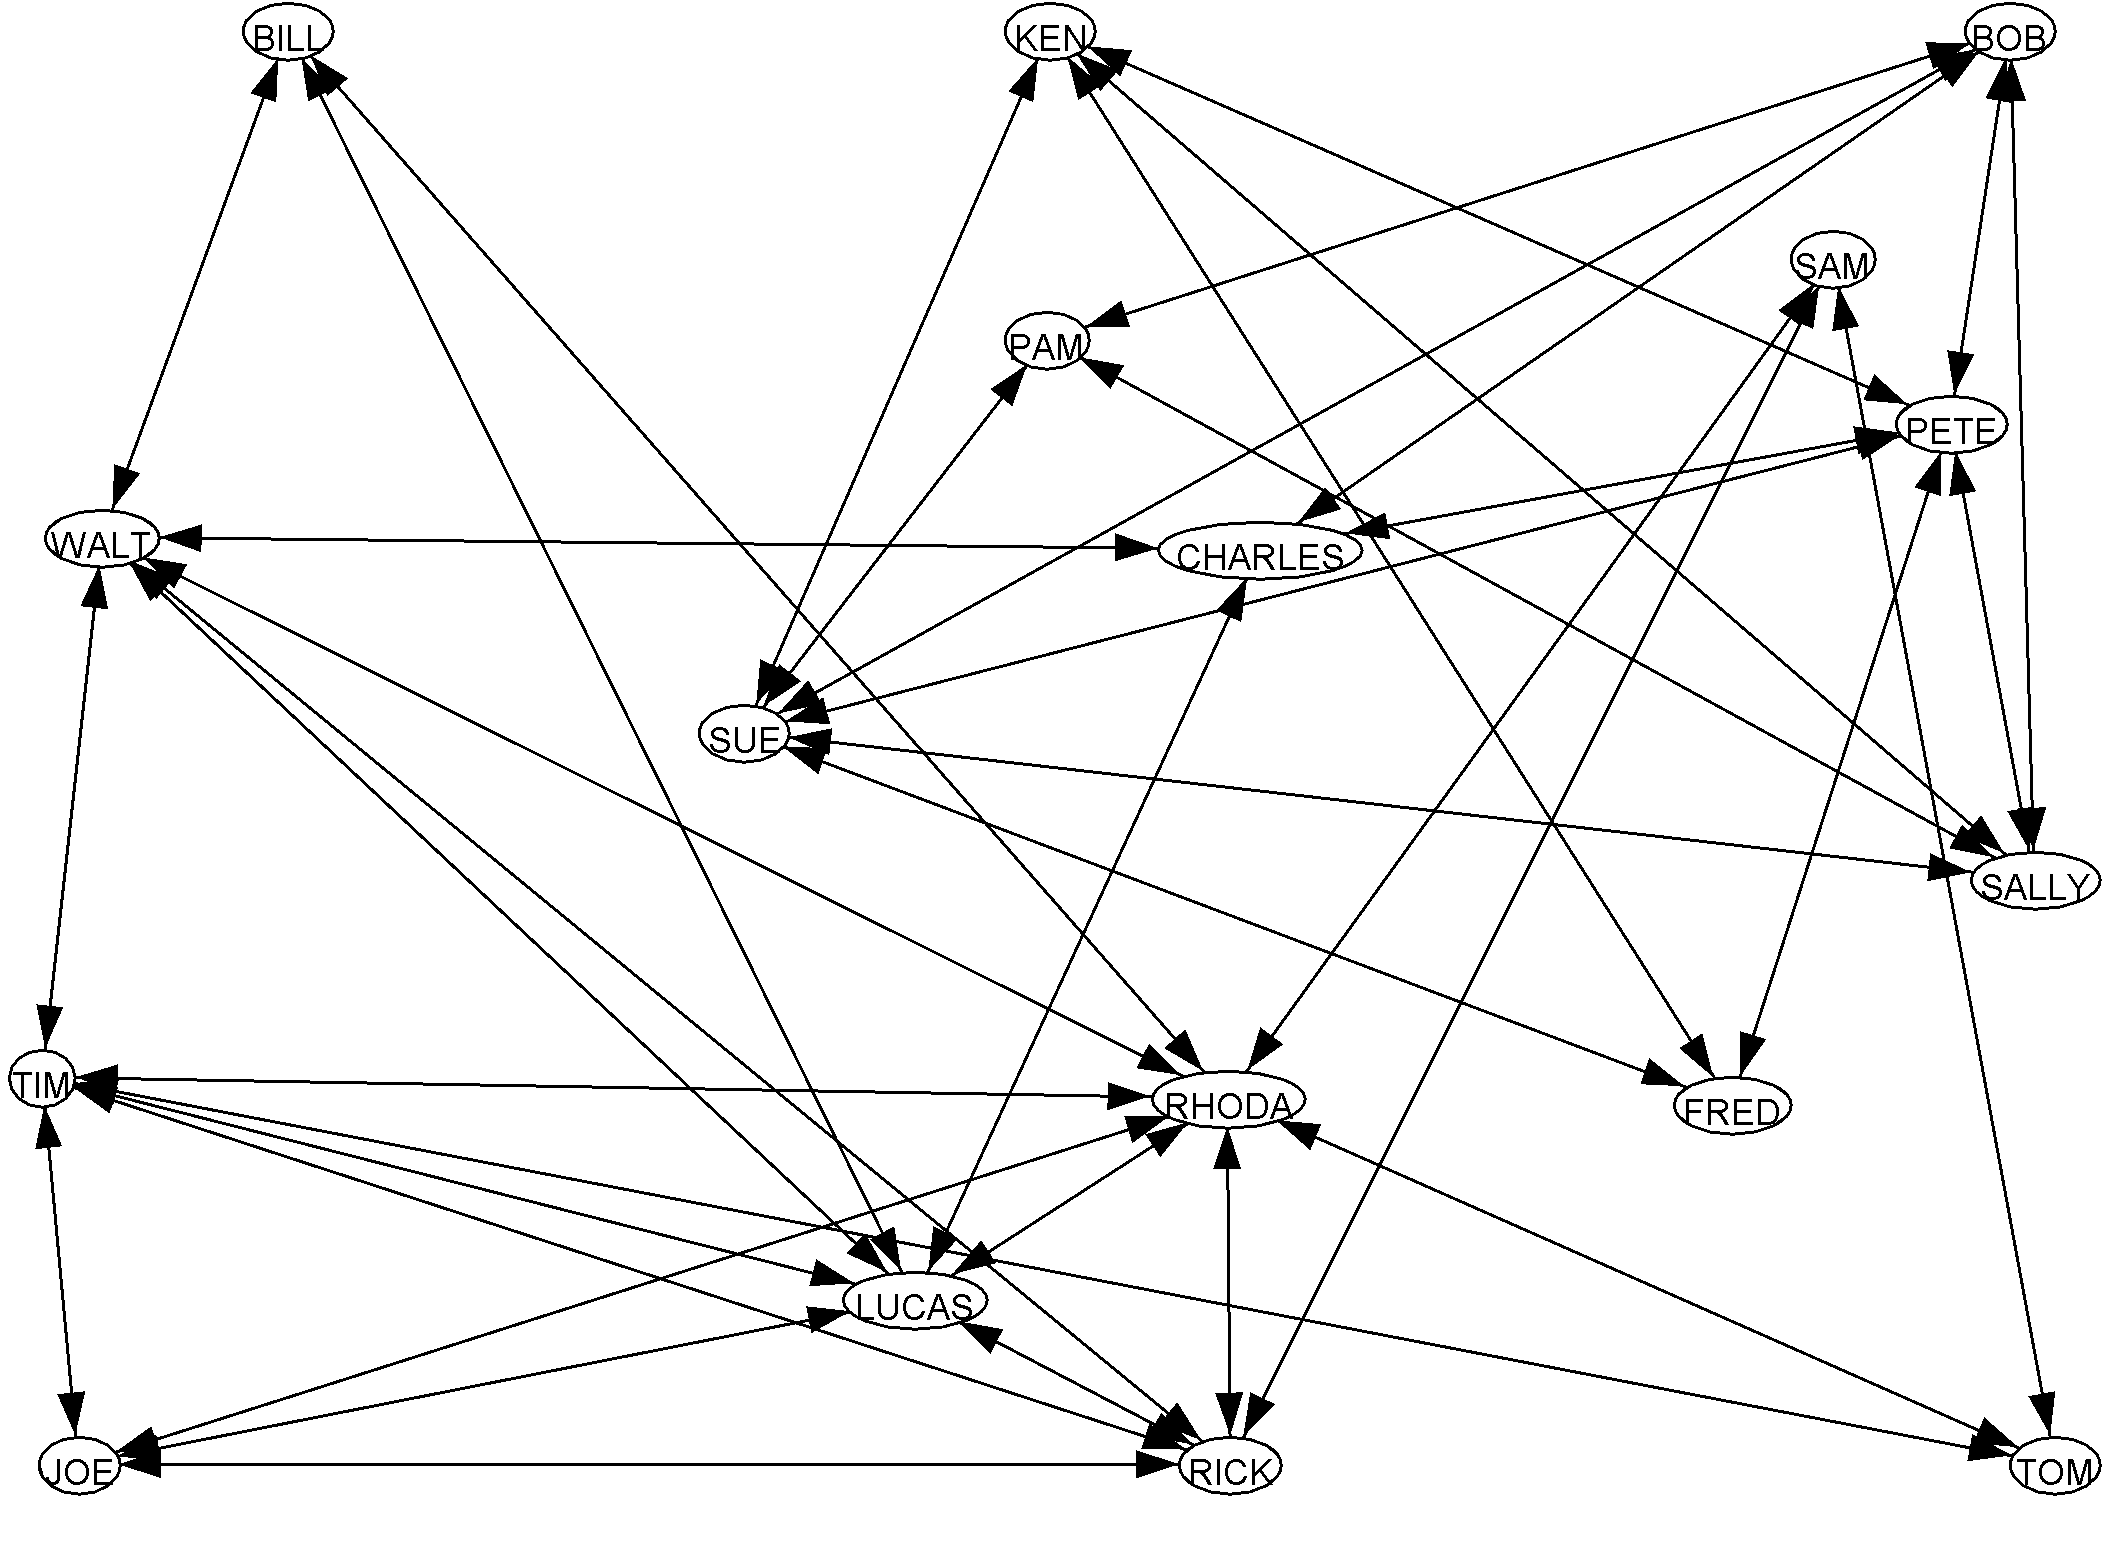 BILL
KEN
BOB
SAM
PAM
PETE
WALT
CHARLES
SUE
SALLY
TIM
RHODA
FRED
LUCAS
JOE
RICK
TOM